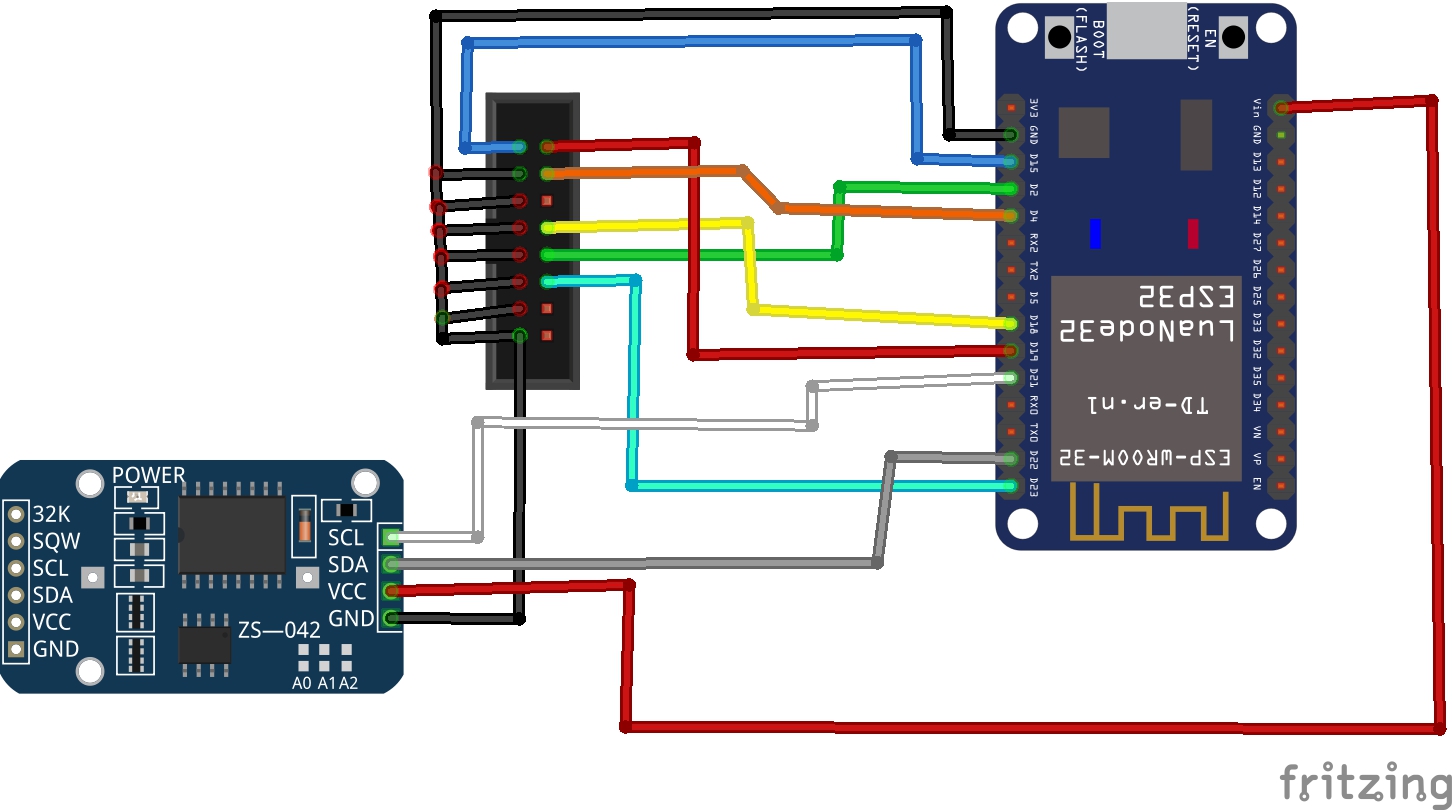 BOOT
(FLASH)
EN
(RESET)
3V3
GND
D15
D2
D4
RX2
TX2
D5
D18
D19
D21
RX0
TX0
D22
D23
Vin
GND
D13
D12
D14
D27
D26
D25
D33
D32
D35
D34
VN
VP
EN
ESP32
LuaNode32
TD-er.nl
ESP-WROOM-32
POWER
32K
SQW
SCL
SDA
VCC
GND
SCL
SDA
VCC
GND
ZS—042
A0 A1 A2
fritzing